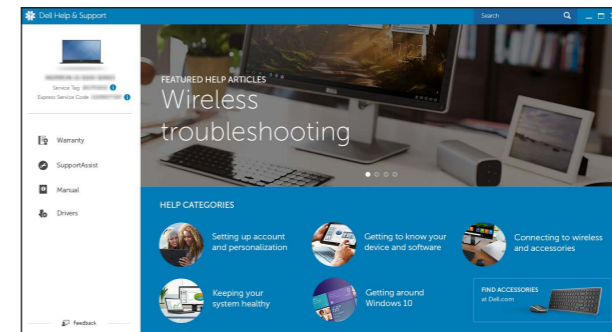 Dell Help & Support
Search
Service Tag
Express Service Code
Warranty
SupportAssist
Manual
Drivers
Feedback
FEATURED HELP ARTICLES
Wireless
troubleshooting
HELP CATEGORIES
Setting up account
and personalization
Getting to know your
device and software
Connecting to wireless
and accessories
Keeping your
system healthy
Getting around
Windows 10
FIND ACCESSORIES
at Dell.com